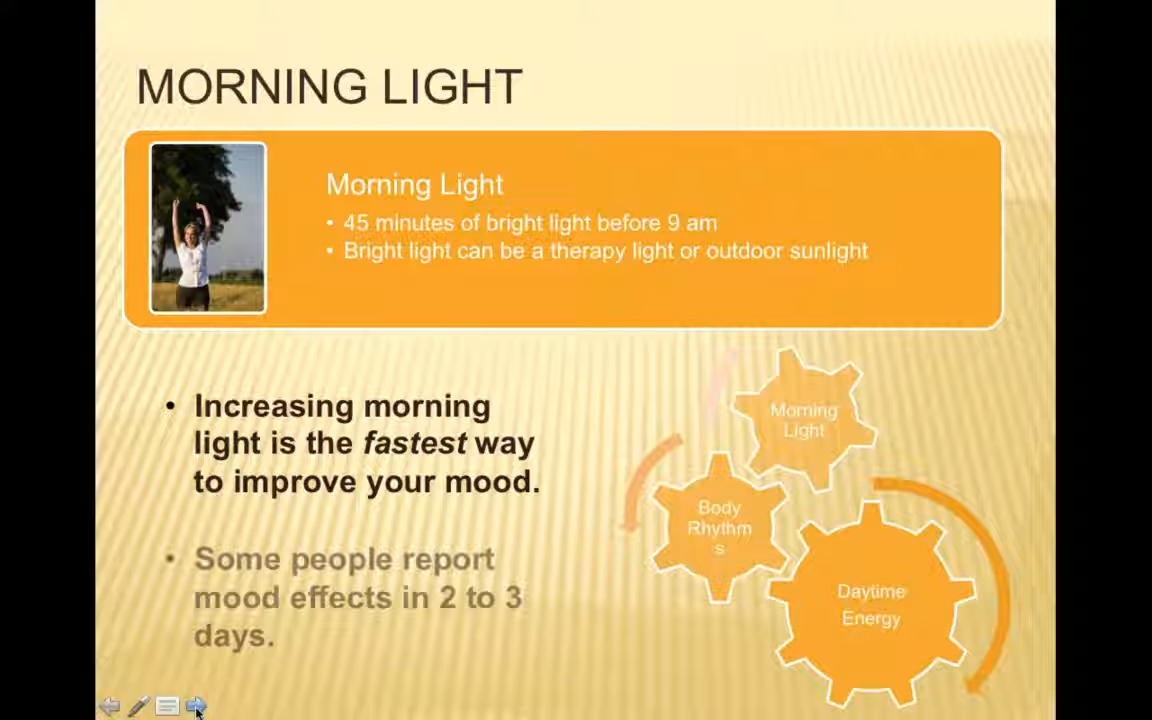 MORNING LIGHT
Morning Light
• 45 minutes of bright light before 9 am
• Bright light can be a therapy light or outdoor sunlight
• Increasing morning
light is the fastest way
to improve your mood.
• Some people report
mood effects in 2 to 3
days.
Morning
Light
Body
Rhythm
s
Daytime
Energy